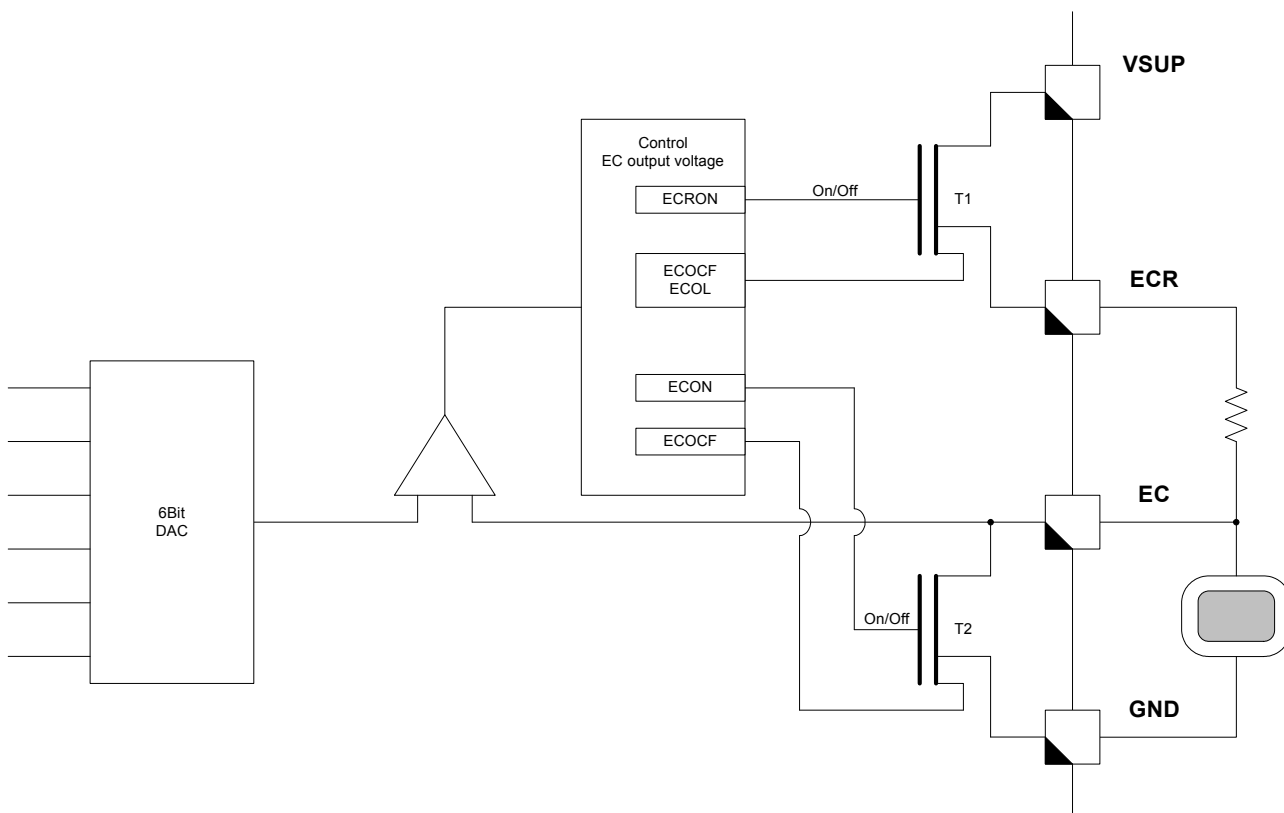 VSUP
Control
EC output voltage
ECRON
On/Off
T1
ECOCF
ECOL
ECR
ECON
ECOCF
EC
6Bit
DAC
On/Off
T2
GND